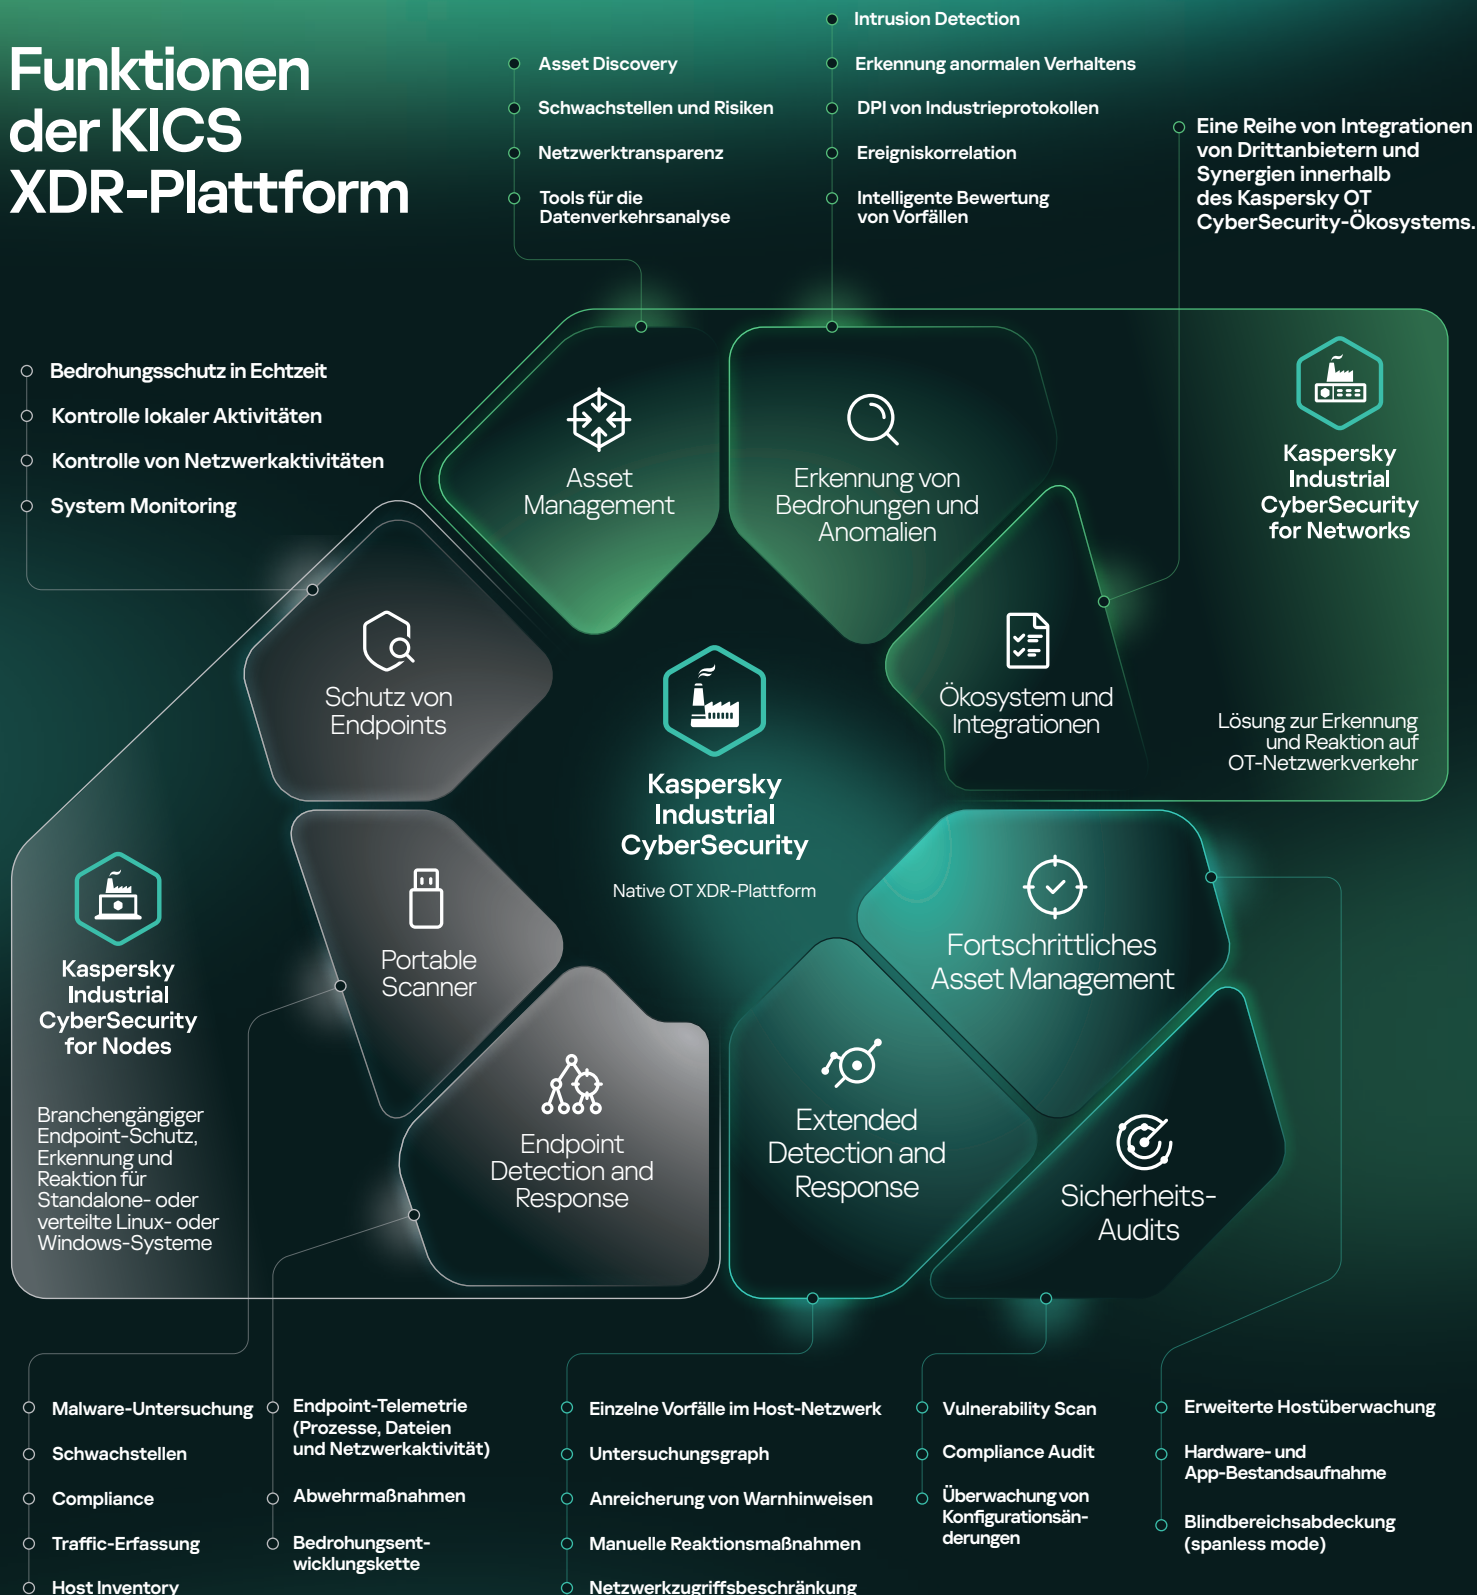 Funktionen
der KICS
XDR-Plattform
Asset Discovery
Schwachstellen und Risiken
Netzwerktransparenz
Tools für die
Datenverkehrsanalyse
Intrusion Detection
Erkennung anormalen Verhaltens
DPI von Industrieprotokollen
Ereigniskorrelation
Intelligente Bewertung
von Vorfällen
Eine Reihe von Integrationen
von Drittanbietern und
Synergien innerhalb
des Kaspersky OT
CyberSecurity-Ökosystems.
Bedrohungsschutz in Echtzeit
Kontrolle lokaler Aktivitäten
Kontrolle von Netzwerkaktivitäten
System Monitoring
Asset
Management
Erkennung von
Bedrohungen und
Anomalien
Kaspersky
Industrial
CyberSecurity
for Networks
Schutz von
Endpoints
Ökosystem und
Integrationen
Lösung zur Erkennung
und Reaktion auf
OT-Netzwerkverkehr
Kaspersky
Industrial
CyberSecurity
Native OT XDR-Plattform
Kaspersky
Industrial
CyberSecurity
for Nodes
Branchengängiger
Endpoint-Schutz,
Erkennung und
Reaktion für
Standalone- oder
verteilte Linux- oder
Windows-Systeme
Portable
Scanner
Fortschrittliches
Asset Management
Endpoint
Detection and
Response
Extended
Detection and
Response
Sicherheits-
Audits
Malware-Untersuchung
Schwachstellen
Compliance
Traffic-Erfassung
Host Inventory
Endpoint-Telemetrie
(Prozesse, Dateien
und Netzwerkaktivität)
Abwehrmaßnahmen
Bedrohungsent-
wicklungskette
Einzelne Vorfälle im Host-Netzwerk
Untersuchungsgraph
Anreicherung von Warnhinweisen
Manuelle Reaktionsmaßnahmen
Netzwerkzugriffsbeschränkung
Vulnerability Scan
Compliance Audit
Überwachung von
Konfigurationsän-
derungen
Erweiterte Hostüberwachung
Hardware- und
App-Bestandsaufnahme
Blindbereichsabdeckung
(spanless mode)